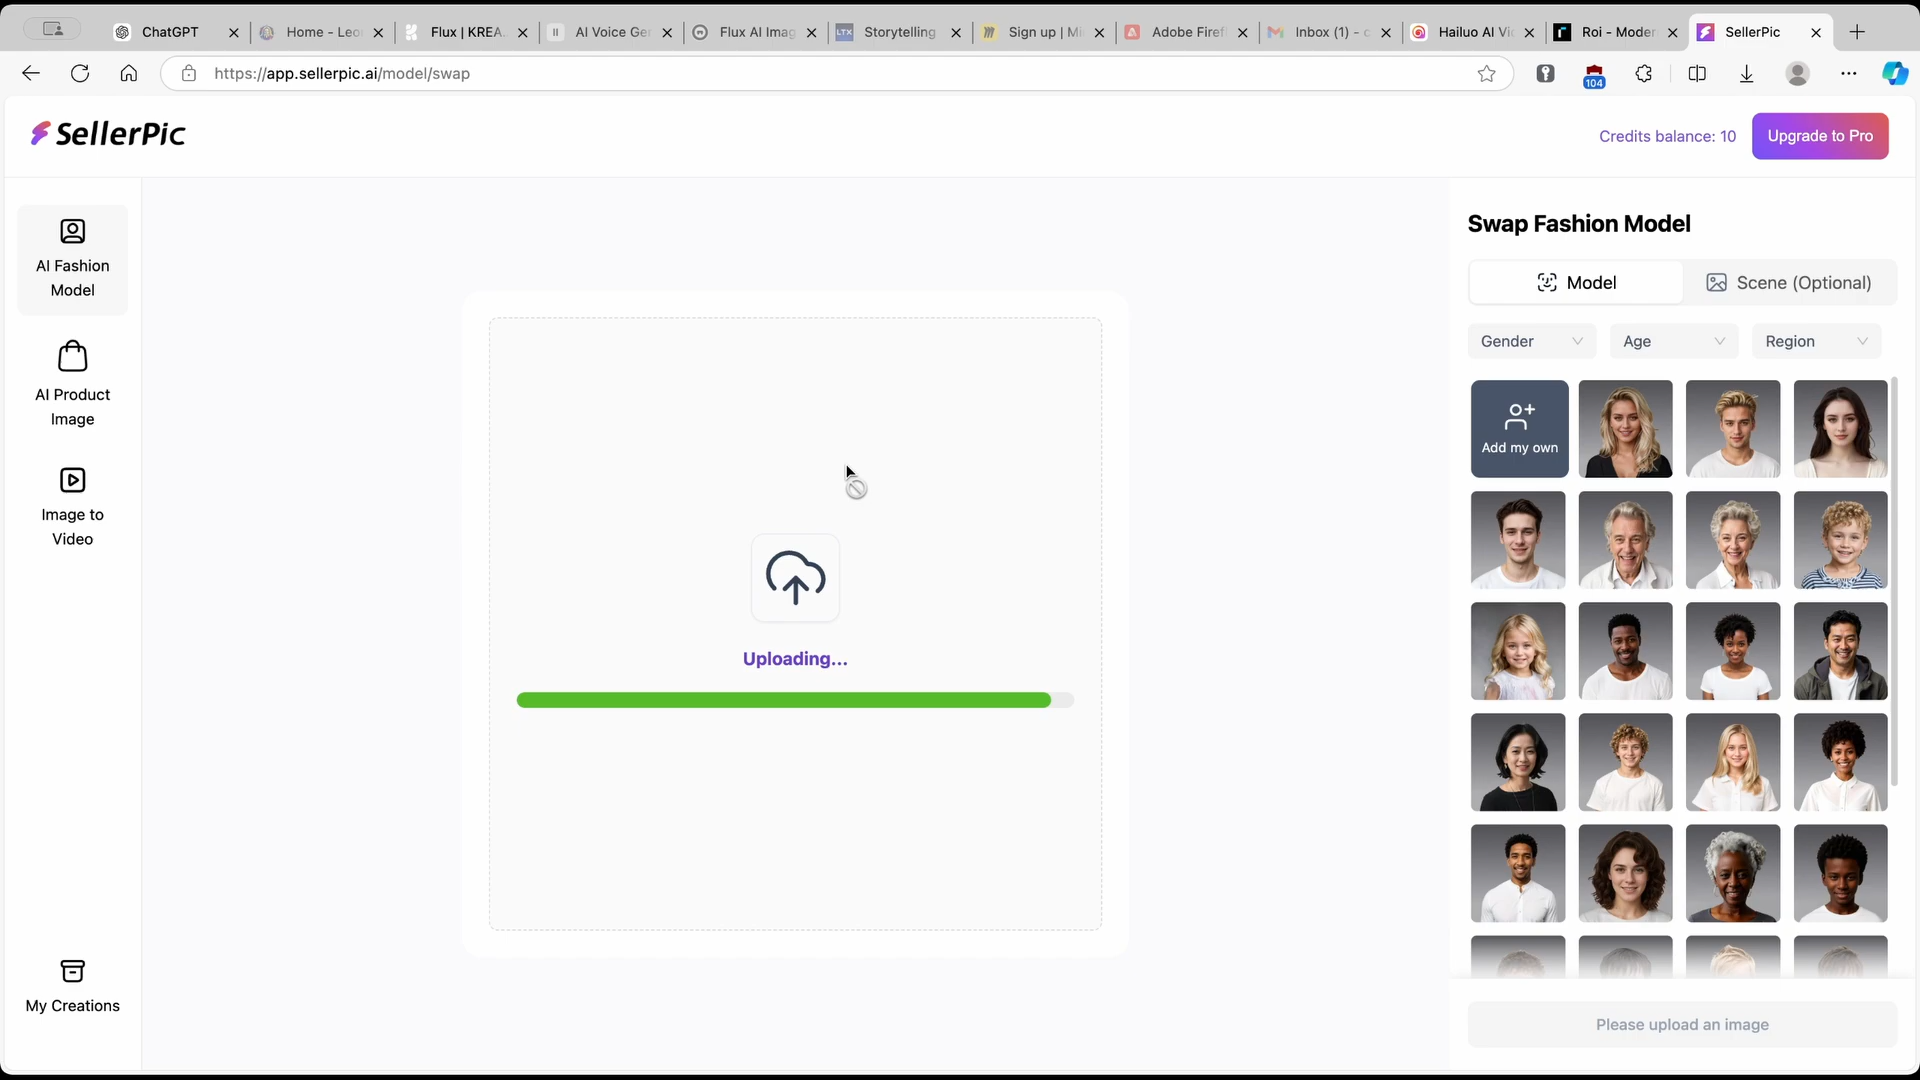 ChatGPT
Home - Leo
Flux | KREA
AI Voice Ge
Flux AI Imag
LTX
Storytelling
Sign up | Mi
Adobe Firefl
Inbox (1) - c
Hailuo AI Vi
Roi - Moder
SellerPic
https://app.sellerpic.ai/model/swap
104
SellerPic
Credits balance: 10
Upgrade to Pro
AI Fashion
Model
AI Product
Image
Image to
Video
My Creations
Uploading...
Swap Fashion Model
Model
Scene (Optional)
Gender
Age
Region
Add my own
Please upload an image